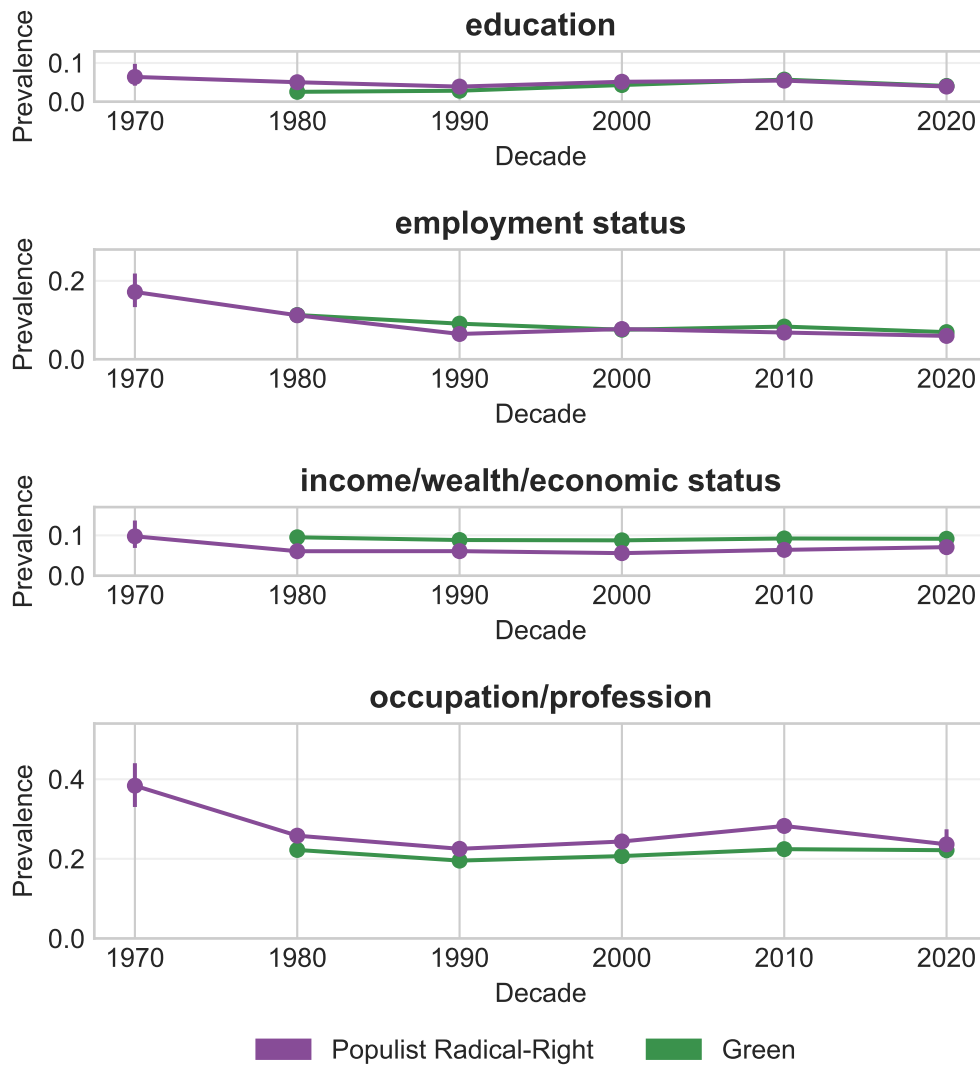 education
Prevalence
0.1
0.0
1970 1980 1990 2000 2010 2020
Decade
employment status
Prevalence
0.2
0.0
1970 1980 1990 2000 2010 2020
Decade
income/wealth/economic status
Prevalence
0.1
0.0
1970 1980 1990 2000 2010 2020
Decade
occupation/profession
Prevalence
0.4
0.2
0.0
1970 1980 1990 2000 2010 2020
Decade
Populist Radical-Right Green